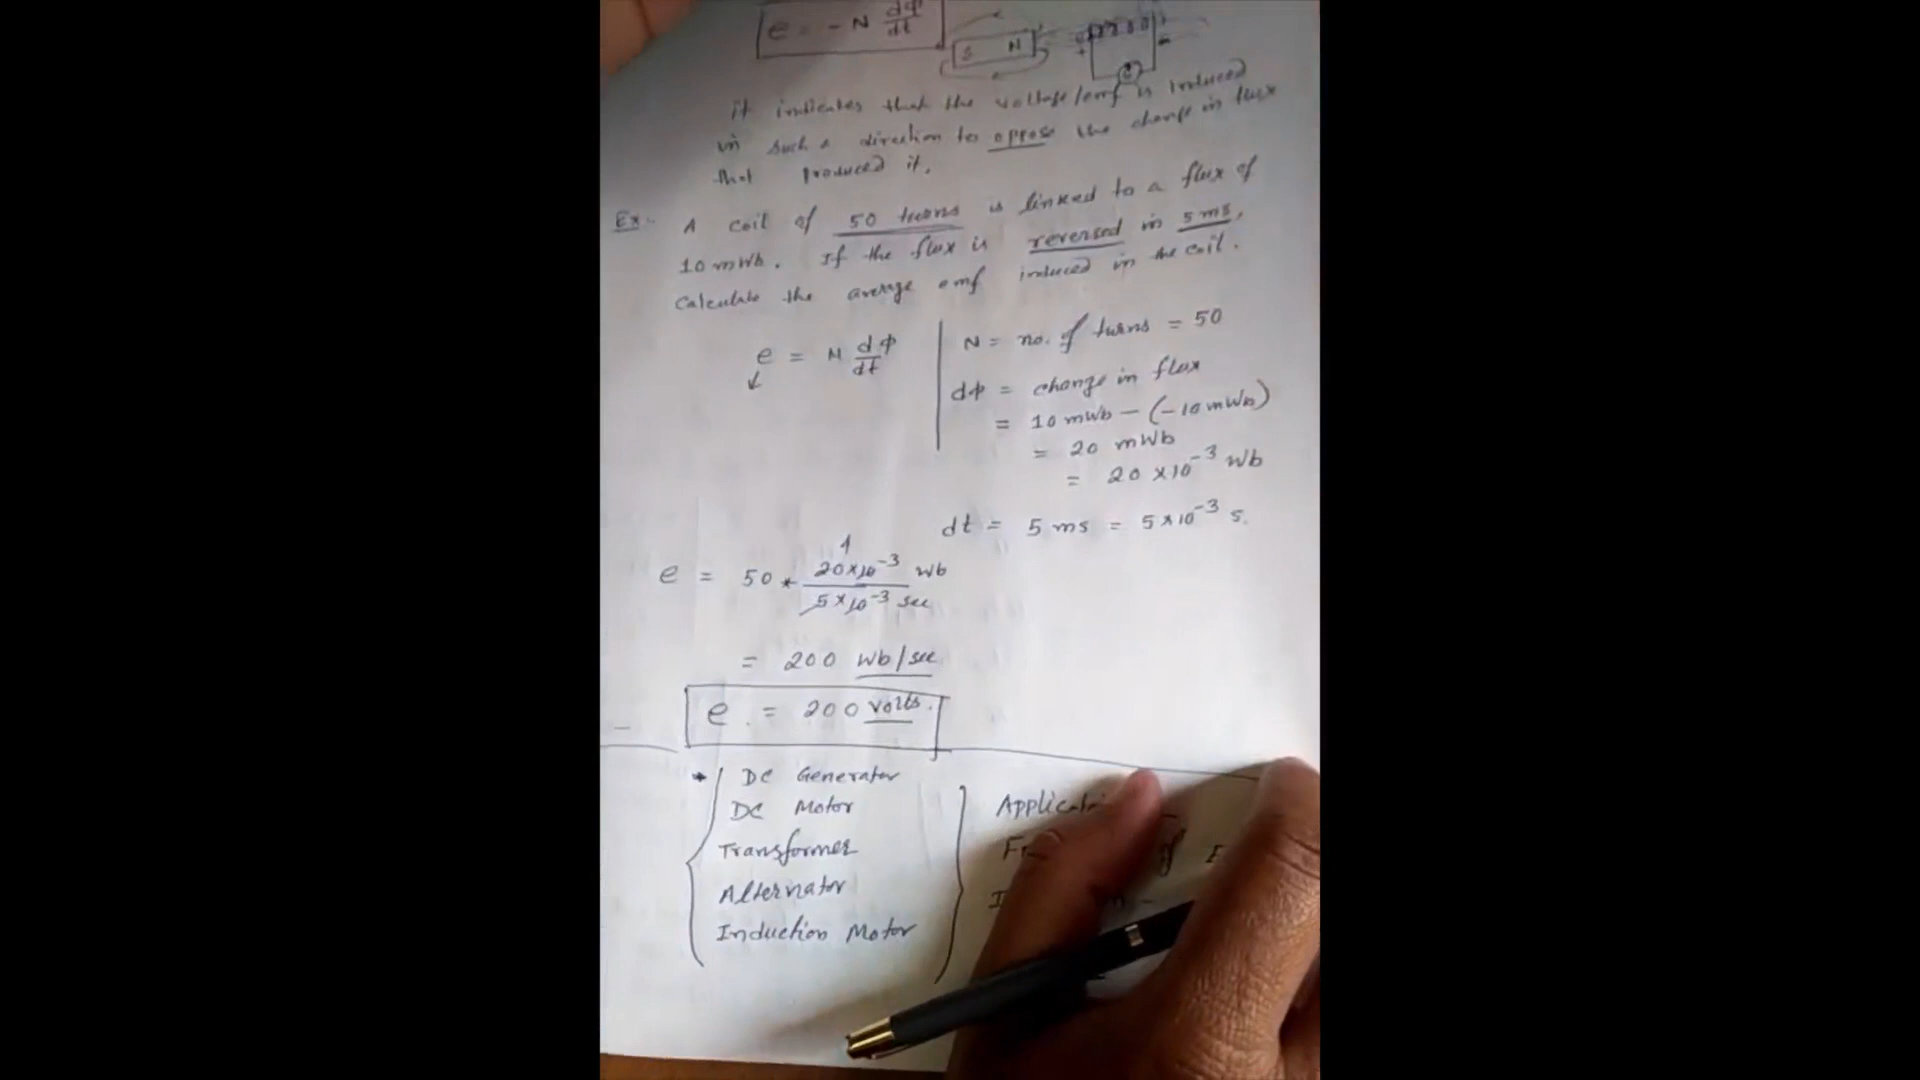 e = - N dφ/dt
S N
G
it indicates that the voltage/emf is induced
in such a direction to oppose the change in flux
that produced it.
Ex:- A coil of 50 turns is linked to a flux of
10 mWb. If the flux is reversed in 5 ms,
calculate the average emf induced in the coil.
e = N dφ/dt
N = no. of turns = 50
dφ = change in flux
= 10 mWb - (-10 mWb)
= 20 mWb
= 20 × 10⁻³ Wb
dt = 5 ms = 5 × 10⁻³ s.
4
e = 50 * 20×10⁻³ Wb / 5×10⁻³ sec
= 200 Wb/sec
e = 200 volts.
* DC Generator
DC Motor
Transformer
Alternator
Induction Motor